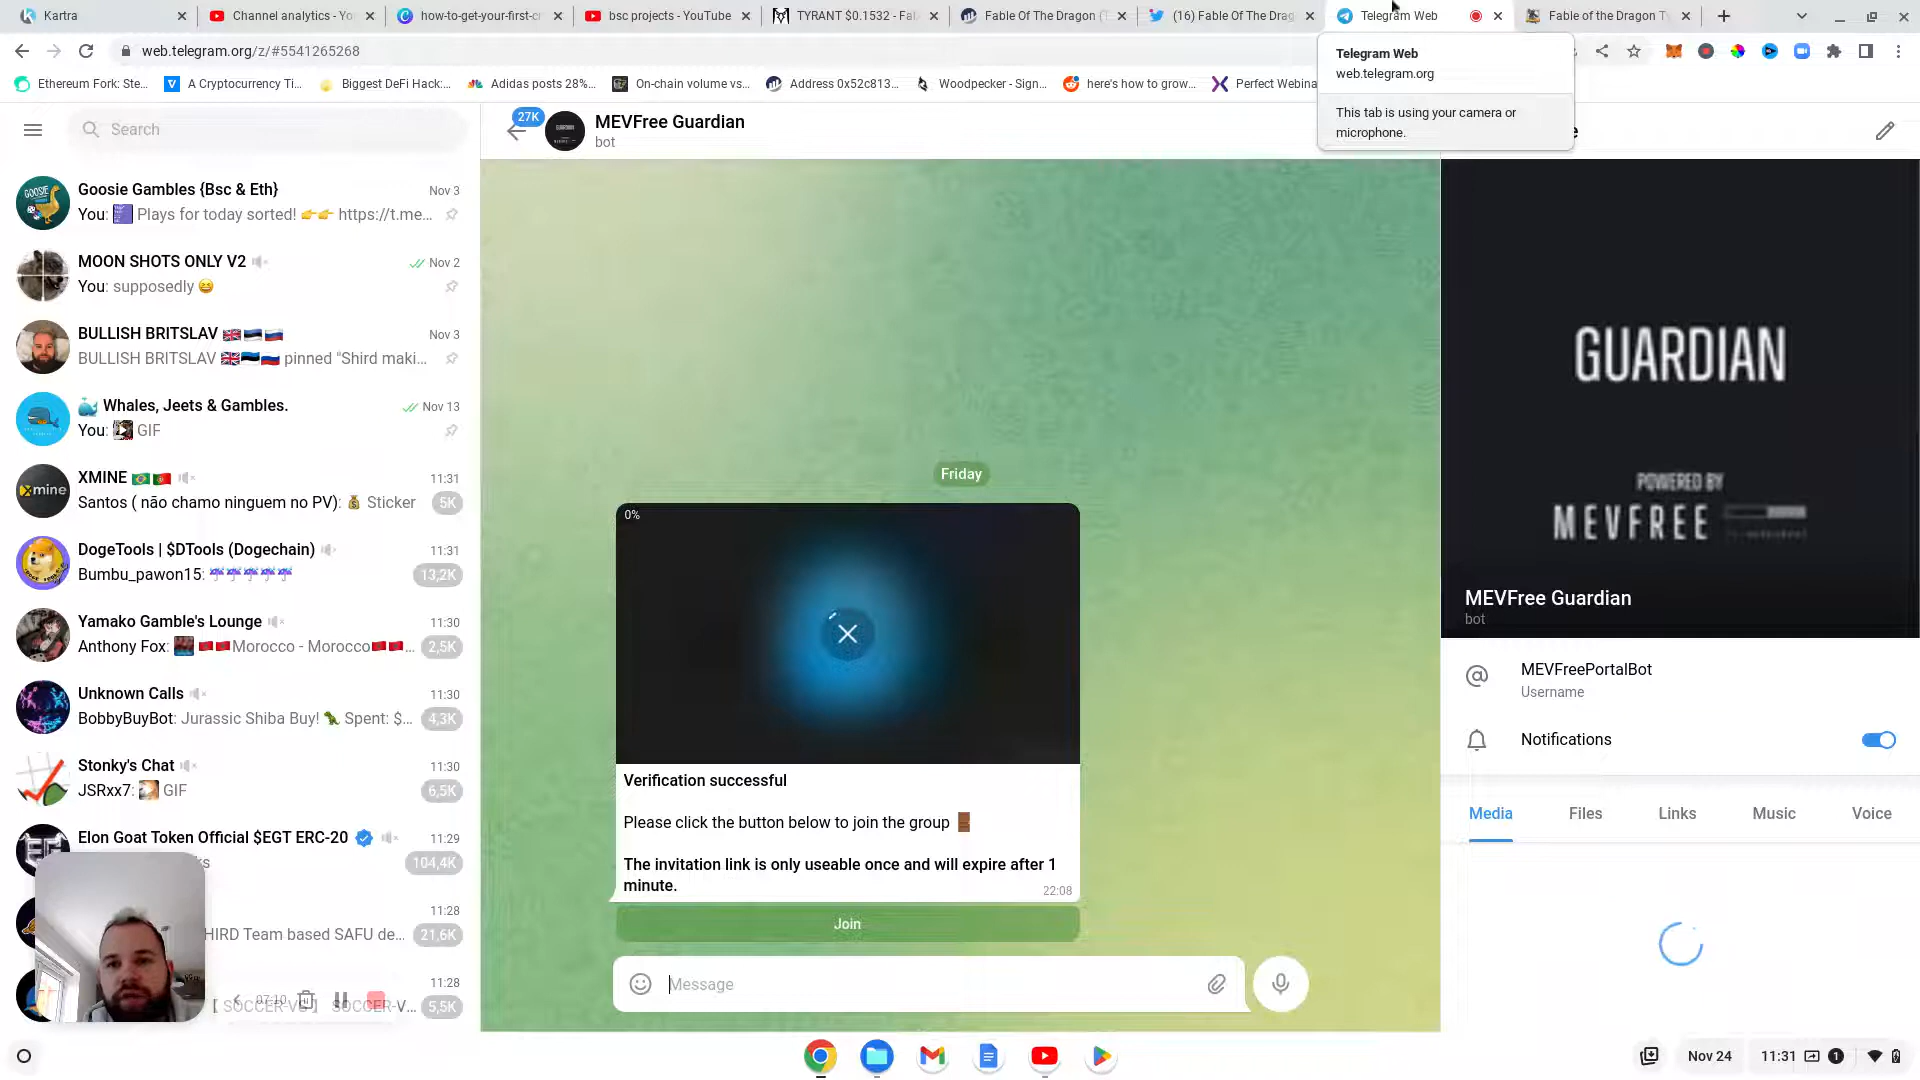 Kartra
Channel analytics - Yo
how-to-get-your-first-c
bsc projects - YouTube
TYRANT $0.1532 - Fa
Fable Of The Dragon
(16) Fable Of The Drag
Telegram Web
Fable of the Dragon T
web.telegram.org/z/#5541265268
Telegram Web
web.telegram.org
This tab is using your camera or
microphone.
Ethereum Fork: Ste...
A Cryptocurrency Ti...
Biggest DeFi Hack:...
Adidas posts 28%...
On-chain volume vs...
Address 0x52c813...
Woodpecker - Sign...
here's how to grow...
Perfect Webina
Search
27K
MEVFree Guardian
bot
Goosie Gambles {Bsc & Eth}
Nov 3
You: Plays for today sorted! 👉👉 https://t.me...
MOON SHOTS ONLY V2
Nov 2
You: supposedly 😆
BULLISH BRITSLAV 🇬🇧🇪🇪🇷🇺
Nov 3
BULLISH BRITSLAV 🇬🇧🇪🇪🇷🇺 pinned "Shird maki...
🐳 Whales, Jeets & Gambles.
Nov 13
You: GIF
XMINE 🇧🇷🇵🇹
11:31
Santos ( não chamo ninguem no PV): 💰 Sticker
5K
DogeTools | $DTools (Dogechain)
11:31
Bumbu_pawon15: ☔☔☔☔☔
13,2K
Yamako Gamble's Lounge
11:30
Anthony Fox: 🇲🇦🇲🇦Morocco - Morocco🇲🇦🇲🇦...
2,5K
Unknown Calls
11:30
BobbyBuyBot: Jurassic Shiba Buy! 🦖 Spent: $...
4,3K
Stonky's Chat
11:30
JSRxx7: GIF
6,5K
Elon Goat Token Official $EGT ERC-20
11:29
ks
104,4K
11:28
HIRD Team based SAFU de...
21,6K
11:28
[ SOCCER-V2 ] SOCCER-V...
5,5K
07:10
Friday
0%
Verification successful
Please click the button below to join the group 🚪
The invitation link is only useable once and will expire after 1
minute.
22:08
Join
Message
GUARDIAN
POWERED BY
MEVFREE
MEVFree Guardian
bot
MEVFreePortalBot
Username
Notifications
Media
Files
Links
Music
Voice
Nov 24
11:31
1